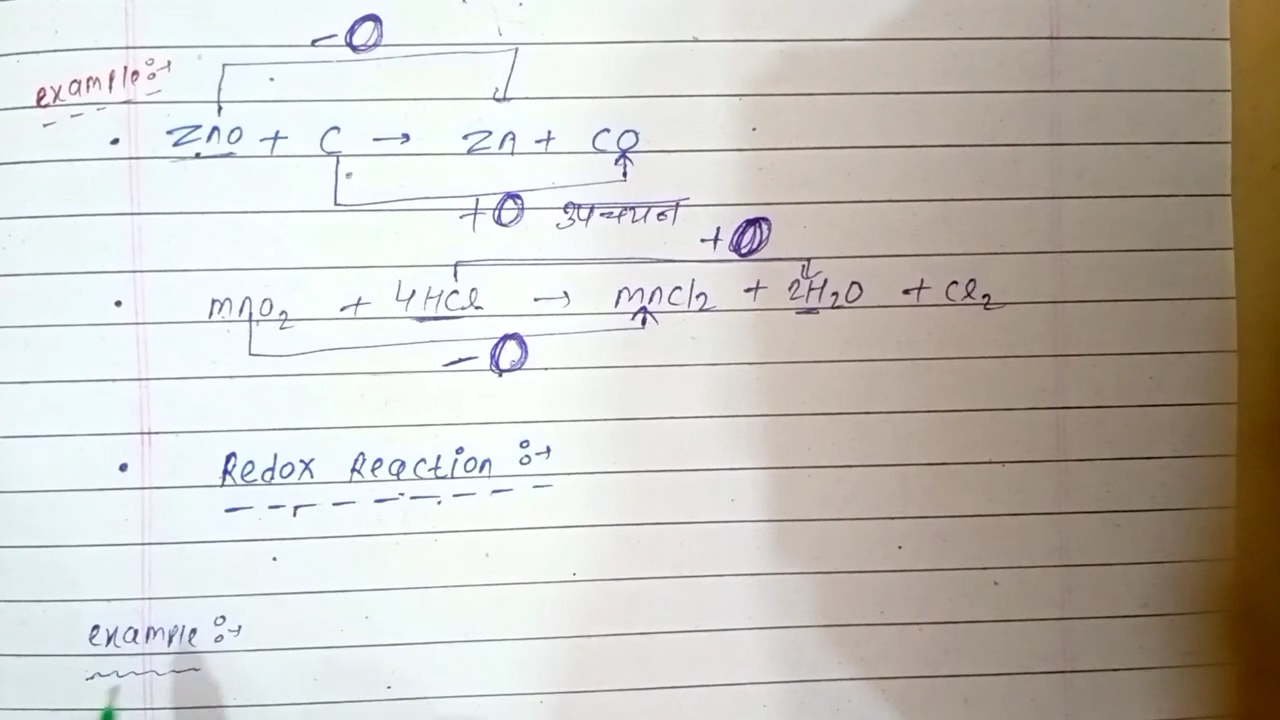 -O
example:→
• ZnO + C → Zn + CO
+O उपचयन
+O
• MnO2 + 4HCl → MnCl2 + 2H2O + Cl2
-O
• Redox Reaction :→
example :→